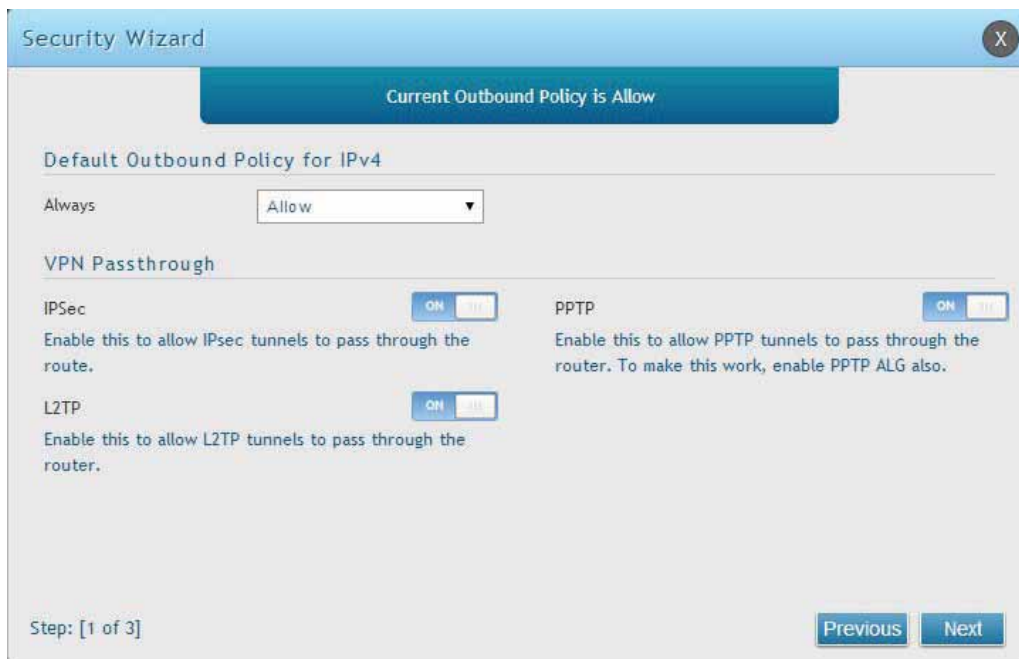 Security Wizard
X
Current Outbound Policy is Allow
Default Outbound Policy for IPv4
Always
Allow
VPN Passthrough
IPSec
ON
Enable this to allow IPsec tunnels to pass through the
route.
PPTP
ON
Enable this to allow PPTP tunnels to pass through the
router. To make this work, enable PPTP ALG also.
L2TP
ON
Enable this to allow L2TP tunnels to pass through the
router.
Step: [1 of 3]
Previous
Next